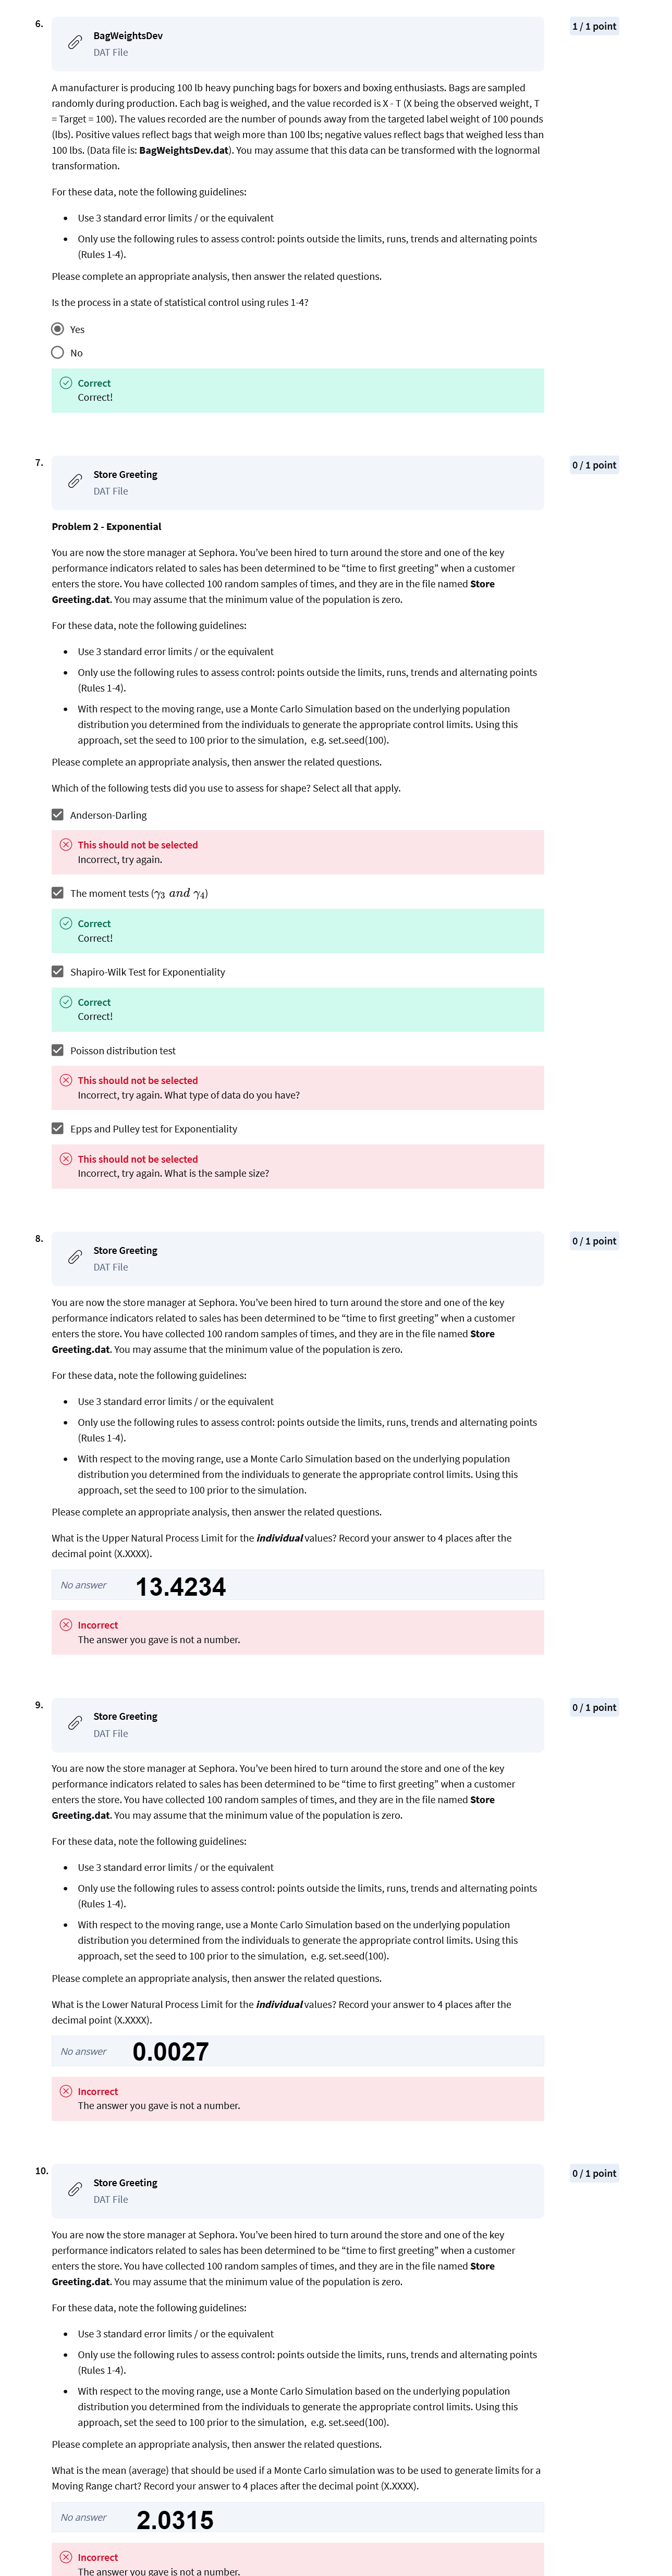 6.
BagWeightsDev
DAT File
1 / 1 point
A manufacturer is producing 100 lb heavy punching bags for boxers and boxing enthusiasts. Bags are sampled
randomly during production. Each bag is weighed, and the value recorded is X - T (X being the observed weight, T
= Target = 100). The values recorded are the number of pounds away from the targeted label weight of 100 pounds
(lbs). Positive values reflect bags that weigh more than 100 lbs; negative values reflect bags that weighed less than
100 lbs. (Data file is: BagWeightsDev.dat). You may assume that this data can be transformed with the lognormal
transformation.
For these data, note the following guidelines:
• Use 3 standard error limits / or the equivalent
• Only use the following rules to assess control: points outside the limits, runs, trends and alternating points
(Rules 1-4).
Please complete an appropriate analysis, then answer the related questions.
Is the process in a state of statistical control using rules 1-4?
Yes
No
Correct
Correct!
7.
Store Greeting
DAT File
0 / 1 point
Problem 2 - Exponential
You are now the store manager at Sephora. You've been hired to turn around the store and one of the key
performance indicators related to sales has been determined to be “time to first greeting” when a customer
enters the store. You have collected 100 random samples of times, and they are in the file named Store
Greeting.dat. You may assume that the minimum value of the population is zero.
For these data, note the following guidelines:
• Use 3 standard error limits / or the equivalent
• Only use the following rules to assess control: points outside the limits, runs, trends and alternating points
(Rules 1-4).
• With respect to the moving range, use a Monte Carlo Simulation based on the underlying population
distribution you determined from the individuals to generate the appropriate control limits. Using this
approach, set the seed to 100 prior to the simulation, e.g. set.seed(100).
Please complete an appropriate analysis, then answer the related questions.
Which of the following tests did you use to assess for shape? Select all that apply.
Anderson-Darling
This should not be selected
Incorrect, try again.
The moment tests (γ3 and γ4)
Correct
Correct!
Shapiro-Wilk Test for Exponentiality
Correct
Correct!
Poisson distribution test
This should not be selected
Incorrect, try again. What type of data do you have?
Epps and Pulley test for Exponentiality
This should not be selected
Incorrect, try again. What is the sample size?
8.
Store Greeting
DAT File
0 / 1 point
You are now the store manager at Sephora. You've been hired to turn around the store and one of the key
performance indicators related to sales has been determined to be “time to first greeting” when a customer
enters the store. You have collected 100 random samples of times, and they are in the file named Store
Greeting.dat. You may assume that the minimum value of the population is zero.
For these data, note the following guidelines:
• Use 3 standard error limits / or the equivalent
• Only use the following rules to assess control: points outside the limits, runs, trends and alternating points
(Rules 1-4).
• With respect to the moving range, use a Monte Carlo Simulation based on the underlying population
distribution you determined from the individuals to generate the appropriate control limits. Using this
approach, set the seed to 100 prior to the simulation.
Please complete an appropriate analysis, then answer the related questions.
What is the Upper Natural Process Limit for the individual values? Record your answer to 4 places after the
decimal point (X.XXXX).
No answer 13.4234
Incorrect
The answer you gave is not a number.
9.
Store Greeting
DAT File
0 / 1 point
You are now the store manager at Sephora. You've been hired to turn around the store and one of the key
performance indicators related to sales has been determined to be “time to first greeting” when a customer
enters the store. You have collected 100 random samples of times, and they are in the file named Store
Greeting.dat. You may assume that the minimum value of the population is zero.
For these data, note the following guidelines:
• Use 3 standard error limits / or the equivalent
• Only use the following rules to assess control: points outside the limits, runs, trends and alternating points
(Rules 1-4).
• With respect to the moving range, use a Monte Carlo Simulation based on the underlying population
distribution you determined from the individuals to generate the appropriate control limits. Using this
approach, set the seed to 100 prior to the simulation, e.g. set.seed(100).
Please complete an appropriate analysis, then answer the related questions.
What is the Lower Natural Process Limit for the individual values? Record your answer to 4 places after the
decimal point (X.XXXX).
No answer 0.0027
Incorrect
The answer you gave is not a number.
10.
Store Greeting
DAT File
0 / 1 point
You are now the store manager at Sephora. You've been hired to turn around the store and one of the key
performance indicators related to sales has been determined to be “time to first greeting” when a customer
enters the store. You have collected 100 random samples of times, and they are in the file named Store
Greeting.dat. You may assume that the minimum value of the population is zero.
For these data, note the following guidelines:
• Use 3 standard error limits / or the equivalent
• Only use the following rules to assess control: points outside the limits, runs, trends and alternating points
(Rules 1-4).
• With respect to the moving range, use a Monte Carlo Simulation based on the underlying population
distribution you determined from the individuals to generate the appropriate control limits. Using this
approach, set the seed to 100 prior to the simulation, e.g. set.seed(100).
Please complete an appropriate analysis, then answer the related questions.
What is the mean (average) that should be used if a Monte Carlo simulation was to be used to generate limits for a
Moving Range chart? Record your answer to 4 places after the decimal point (X.XXXX).
No answer 2.0315
Incorrect
The answer you gave is not a number.